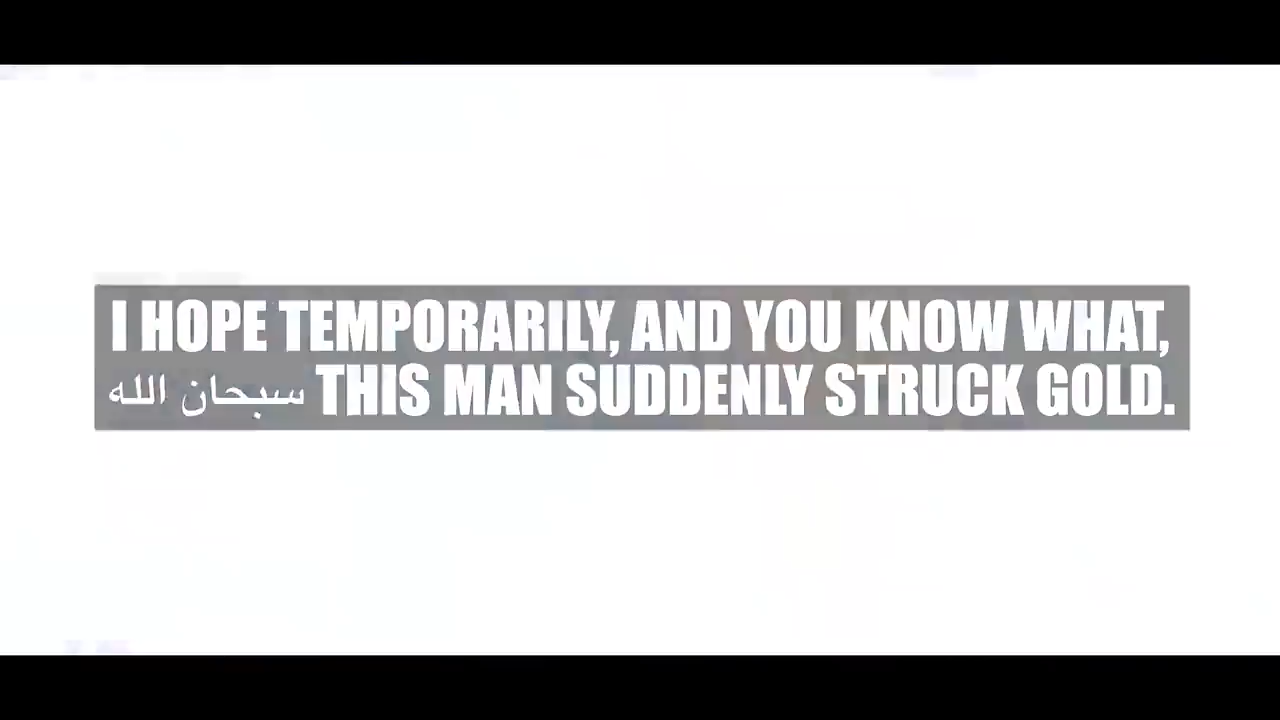 I HOPE TEMPORARILY, AND YOU KNOW WHAT,
سبحان الله THIS MAN SUDDENLY STRUCK GOLD.